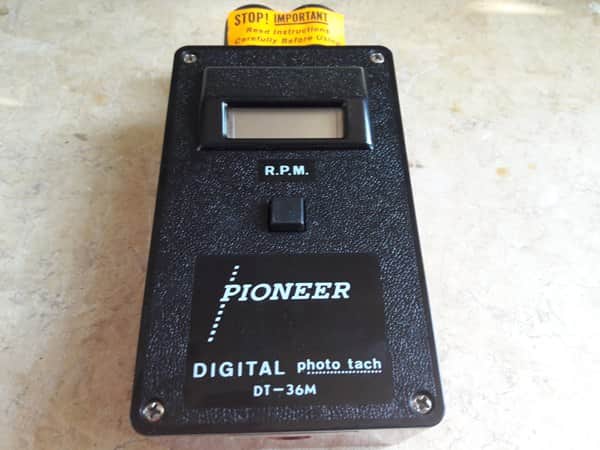 STOP! IMPORTANT
Read Instructions
Carefully Before Using
R.P.M.
PIONEER
DIGITAL photo tach
DT-36M